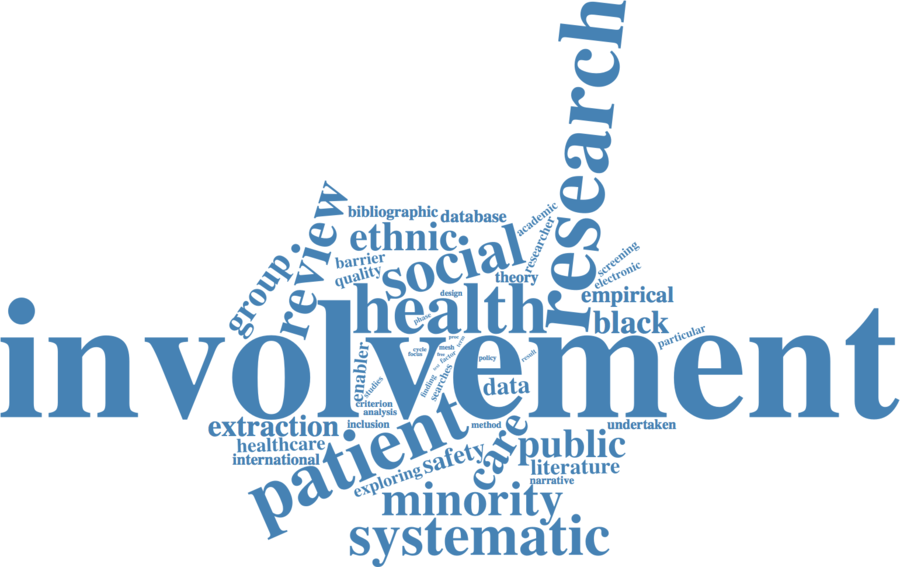 research
review
bibliographic
database
academic
researcher
ethnic
social
barrier
quality
group
theory
screening
electronic
design
health
empirical
black
particular
phase
involvement
enabler
cycle
focus
mesh
factor
policy
result
studies
finding
searches
data
criterion
analysis
inclusion
method
extraction
healthcare
international
patient
exploring
safety
care
public
undertaken
literature
narrative
minority
systematic